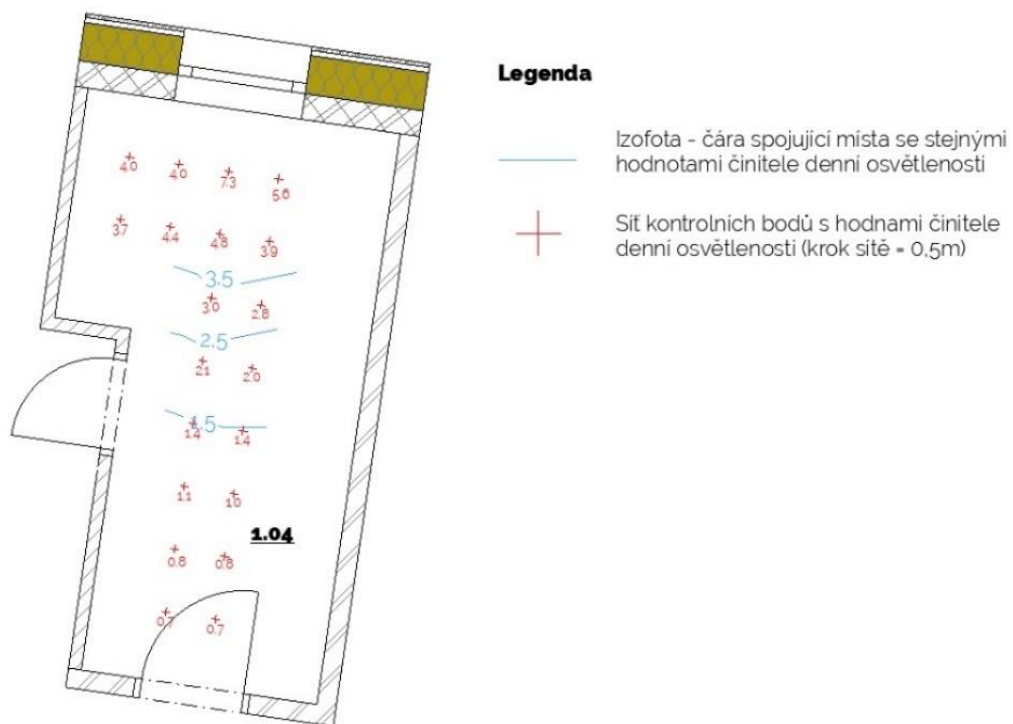 Legenda
Izofota - čára spojující místa se stejnými
hodnotami činitele denní osvětlenosti
Síť kontrolních bodů s hodnami činitele
denní osvětlenosti (krok sítě = 0,5m)
4.0 4.0 7.3 5.6
3.7 4.4 4.8 3.9
3.5
3.0 2.8
2.5
2.1 2.0
1.5
1.4 1.4
1.1 1.0
1.04
0.8 0.8
0.7 0.7